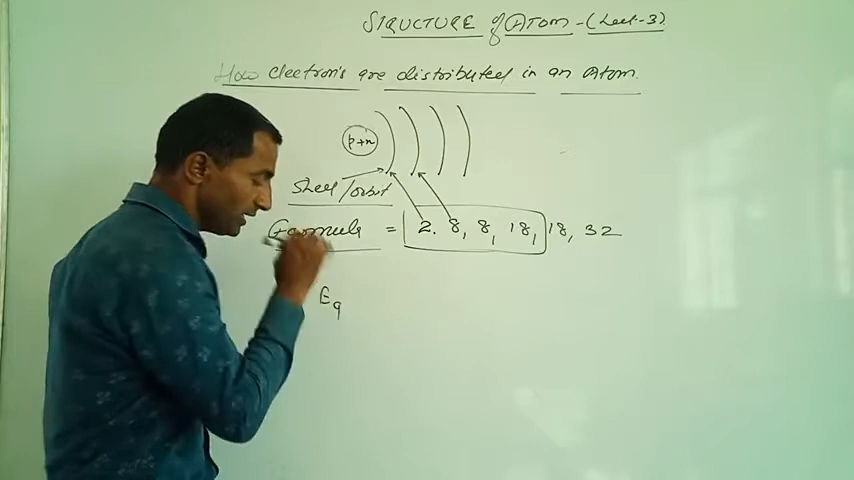 STRUCTURE of ATOM - (Lect-3)
How electron's are distributed in an Atom.
p+n
Shell/orbit
Formula = 2. 8, 8, 18, 18, 32
Eg